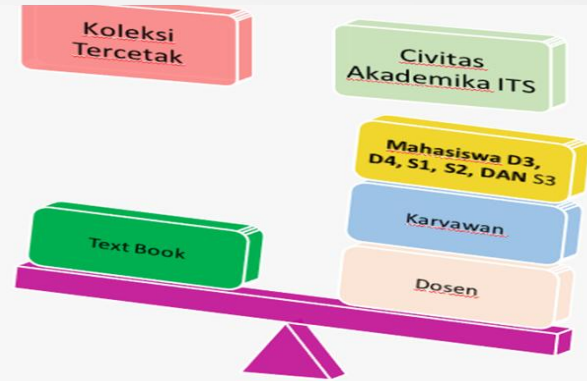 Koleksi
Tercetak
Civitas
Akademika ITS
Mahasiswa D3,
D4, S1, S2, DAN S3
Karyawan
Text Book
Dosen